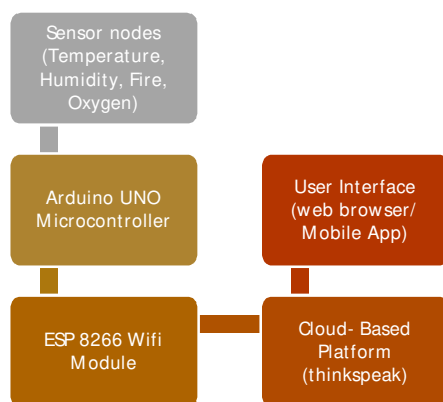 Sensor nodes
(Temperature,
Humidity, Fire,
Oxygen)
Arduino UNO
Microcontroller
ESP 8266 Wifi
Module
Cloud- Based
Platform
(thinkspeak)
User Interface
(web browser/
Mobile App)